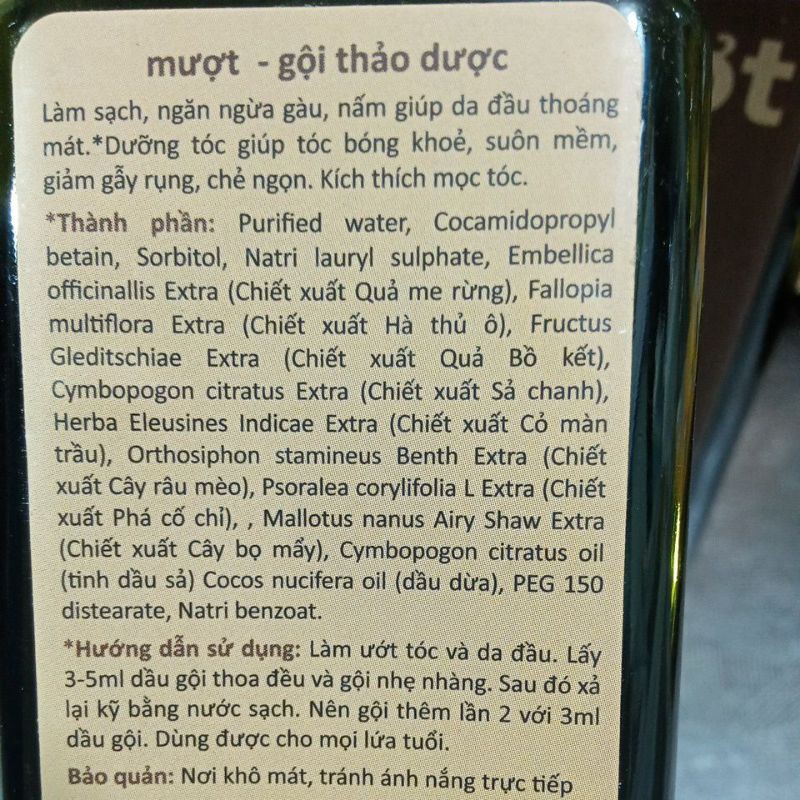 mượt - gội thảo dược
Làm sạch, ngăn ngừa gàu, nấm giúp da đầu thoáng
mát.*Dưỡng tóc giúp tóc bóng khoẻ, suôn mềm,
giảm gẫy rụng, chẻ ngọn. Kích thích mọc tóc.
*Thành phần: Purified water, Cocamidopropyl
betain, Sorbitol, Natri lauryl sulphate, Embellica
officinallis Extra (Chiết xuất Quả me rừng), Fallopia
multiflora Extra (Chiết xuất Hà thủ ô), Fructus
Gleditschiae Extra (Chiết xuất Quả Bồ kết),
Cymbopogon citratus Extra (Chiết xuất Sả chanh),
Herba Eleusines Indicae Extra (Chiết xuất Cỏ màn
trầu), Orthosiphon stamineus Benth Extra (Chiết
xuất Cây râu mèo), Psoralea corylifolia L Extra (Chiết
xuất Phá cố chỉ), , Mallotus nanus Airy Shaw Extra
(Chiết xuất Cây bọ mẩy), Cymbopogon citratus oil
(tinh dầu sả) Cocos nucifera oil (dầu dừa), PEG 150
distearate, Natri benzoat.
*Hướng dẫn sử dụng: Làm ướt tóc và da đầu. Lấy
3-5ml dầu gội thoa đều và gội nhẹ nhàng. Sau đó xả
lại kỹ bằng nước sạch. Nên gội thêm lần 2 với 3ml
dầu gội. Dùng được cho mọi lứa tuổi.
Bảo quản: Nơi khô mát, tránh ánh nắng trực tiếp